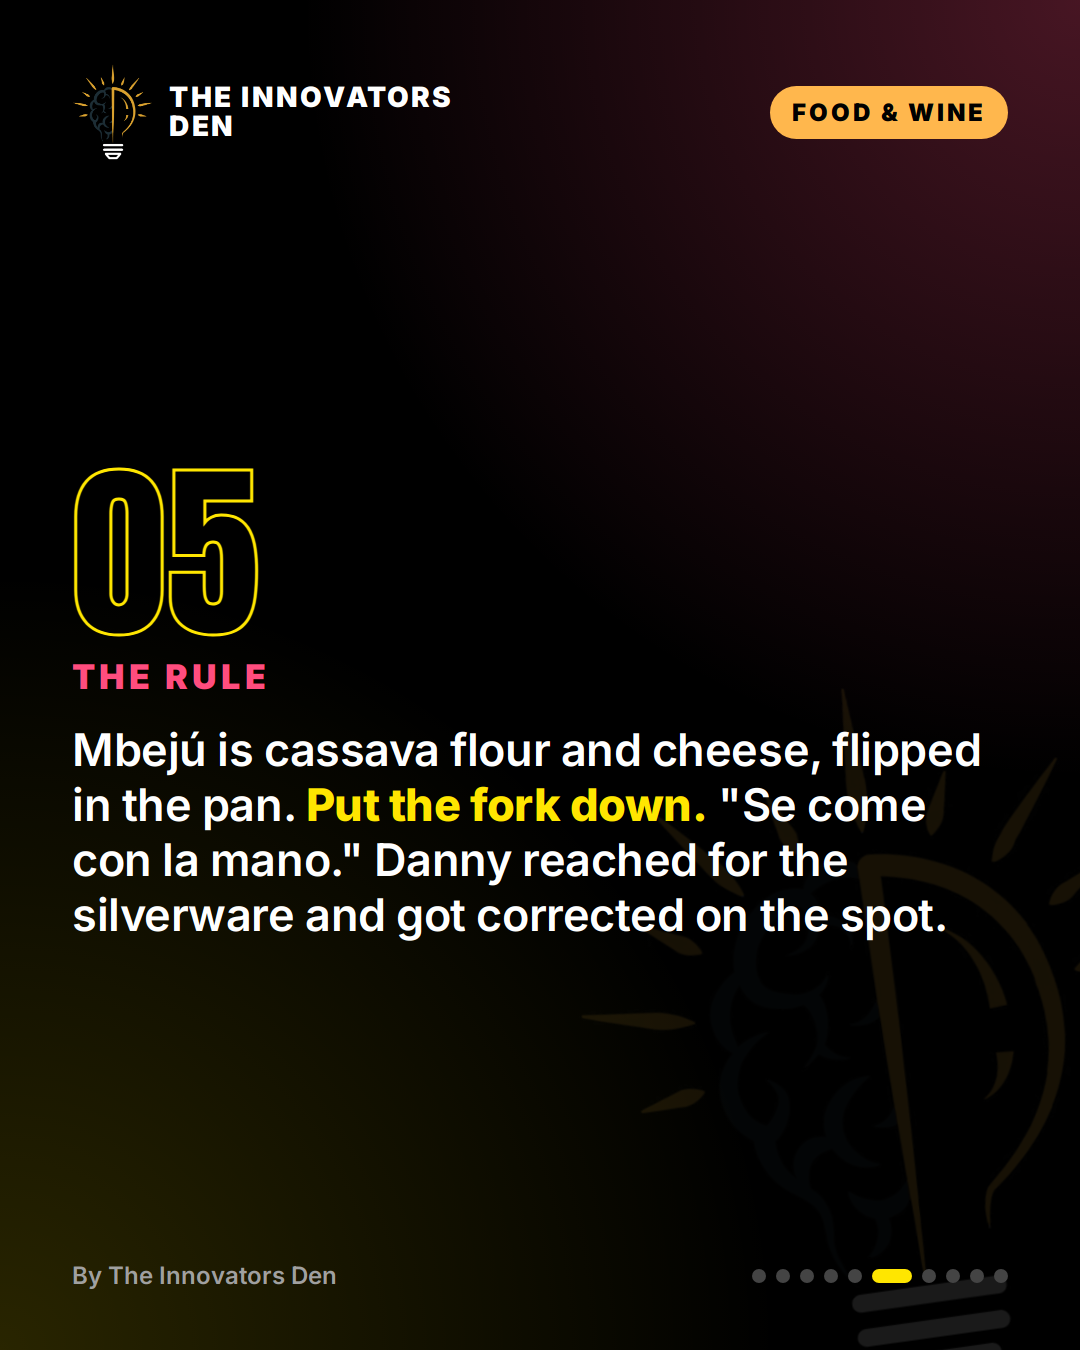 THE INNOVATORS
DEN
FOOD & WINE
05
THE RULE
Mbejú is cassava flour and cheese, flipped
in the pan. Put the fork down. "Se come
con la mano." Danny reached for the
silverware and got corrected on the spot.
By The Innovators Den